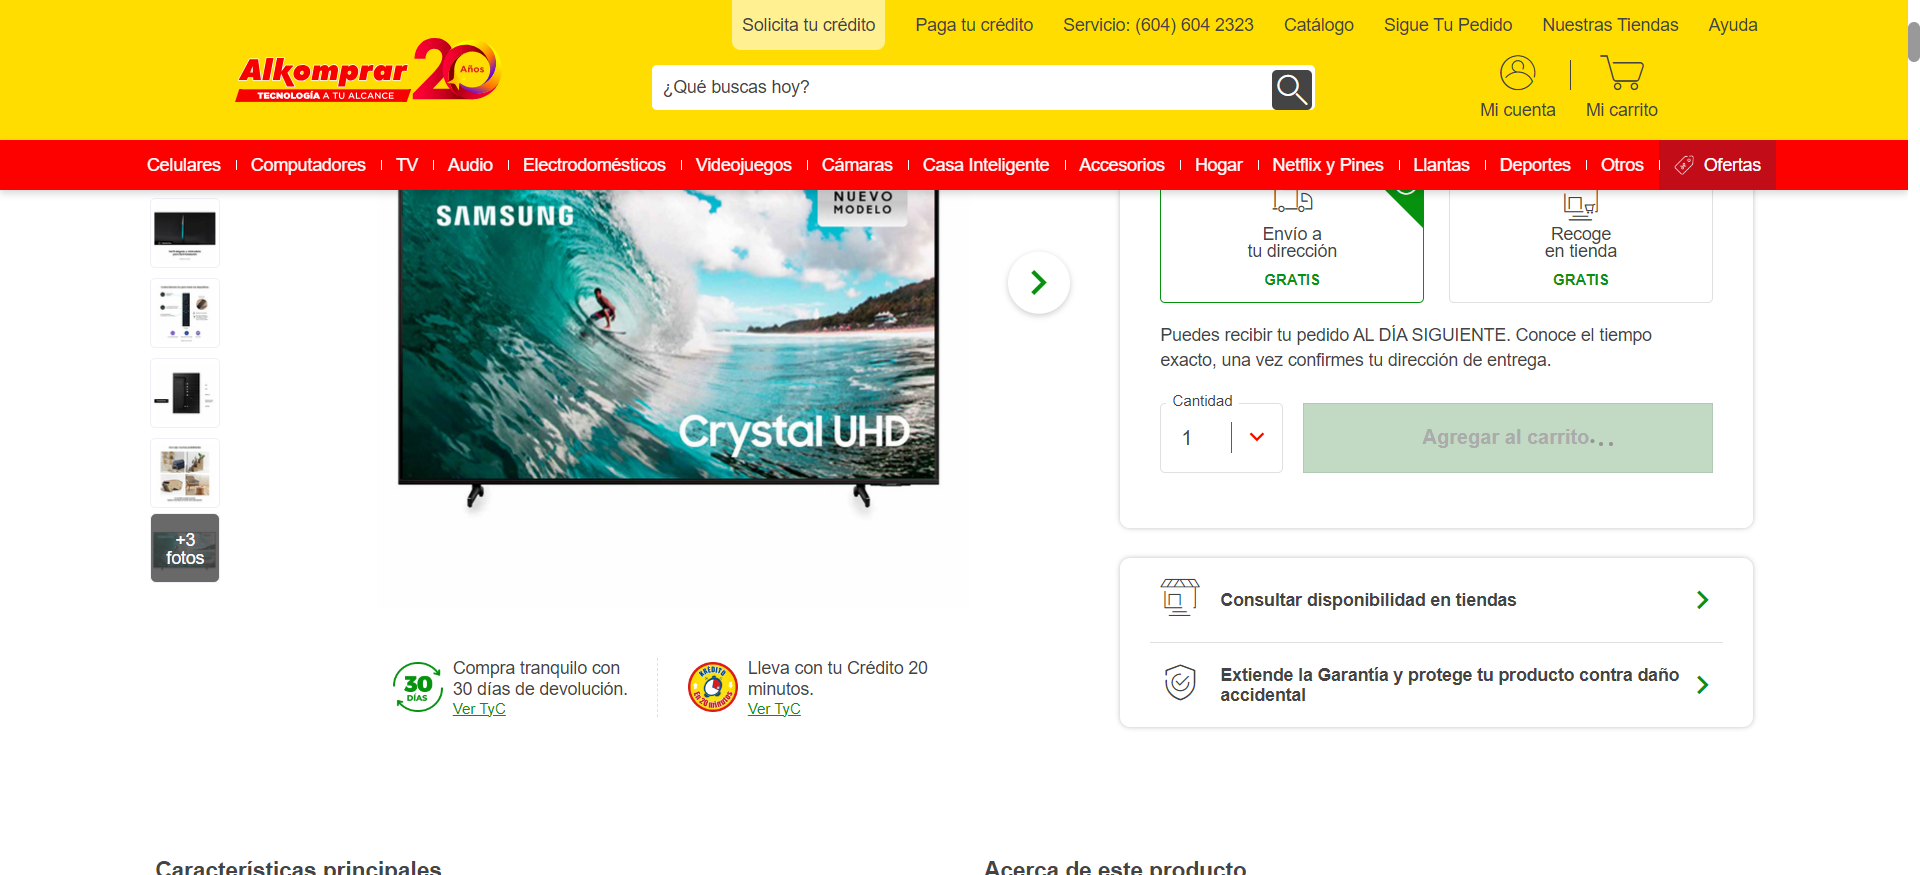 Solicita tu crédito
Paga tu crédito
Servicio: (604) 604 2323
Catálogo
Sigue Tu Pedido
Nuestras Tiendas
Ayuda
Alkomprar 20 Años
TECNOLOGÍA A TU ALCANCE
¿Qué buscas hoy?
Mi cuenta
Mi carrito
Celulares
Computadores
TV
Audio
Electrodomésticos
Videojuegos
Cámaras
Casa Inteligente
Accesorios
Hogar
Netflix y Pines
Llantas
Deportes
Otros
Ofertas
SAMSUNG
NUEVO
MODELO
Crystal UHD
+3
fotos
Envío a
tu dirección
GRATIS
Recoge
en tienda
GRATIS
Puedes recibir tu pedido AL DÍA SIGUIENTE. Conoce el tiempo
exacto, una vez confirmes tu dirección de entrega.
Cantidad
1
Agregar al carrito...
Consultar disponibilidad en tiendas
Extiende la Garantía y protege tu producto contra daño
accidental
30
DÍAS
Compra tranquilo con
30 días de devolución.
Ver TyC
KRÉDITO
En 20 minutos
Lleva con tu Crédito 20
minutos.
Ver TyC
Características principales
Acerca de este producto